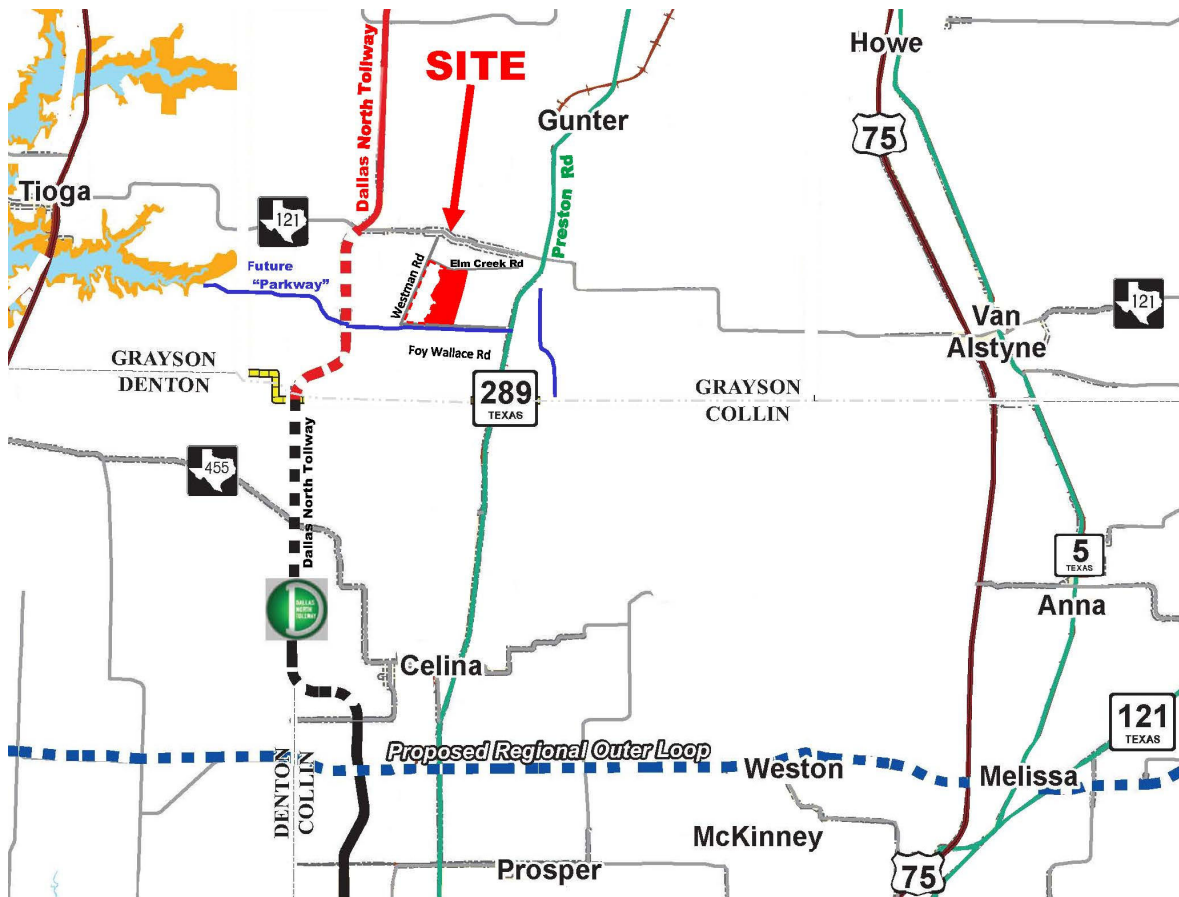 Howe
SITE
Dallas North Tollway
Gunter
75
Preston Rd
Tioga
121
Elm Creek Rd
Westman Rd
Future
"Parkway"
121
Van
Alstyne
Foy Wallace Rd
GRAYSON
DENTON
289
TEXAS
GRAYSON
COLLIN
455
Dallas North Tollway
5
TEXAS
DALLAS
NORTH
TOLLWAY
Anna
Celina
121
TEXAS
Proposed Regional Outer Loop
Weston
Melissa
DENTON
COLLIN
McKinney
Prosper
75